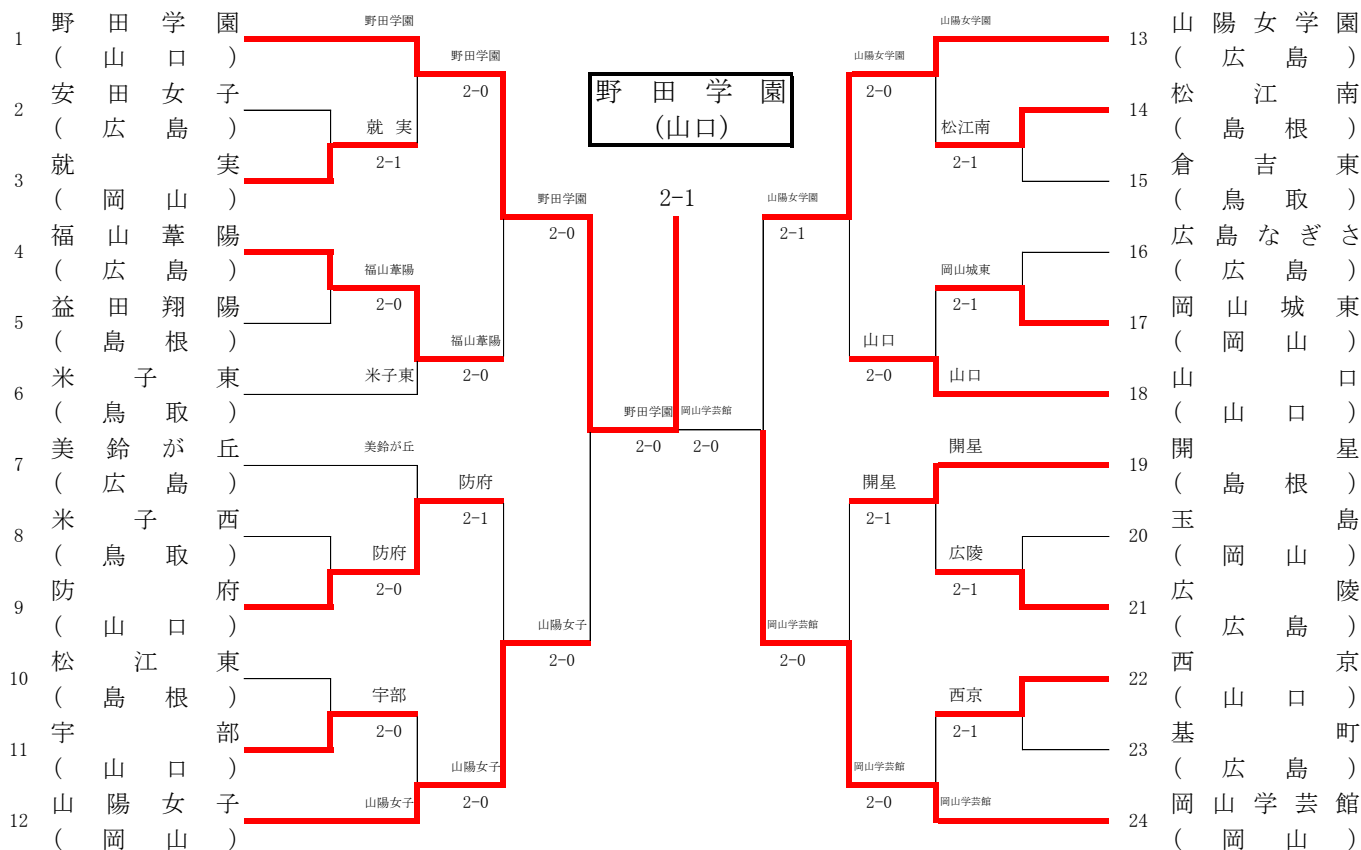 野田学園
(山口)
2-1
1 野田学園
(山口)
2 安田女子
(広島)
3 就実
(岡山)
4 福山葦陽
(広島)
5 益田翔陽
(島根)
6 米子東
(鳥取)
7 美鈴が丘
(広島)
8 米子西
(鳥取)
9 防府
(山口)
10 松江東
(島根)
11 宇部
(山口)
12 山陽女子
(岡山)
野田学園
就実
2-1
福山葦陽
2-0
米子東
美鈴が丘
防府
2-0
宇部
2-0
山陽女子
野田学園
2-0
福山葦陽
2-0
防府
2-1
山陽女子
2-0
野田学園
2-0
山陽女子
2-0
野田学園
2-0
岡山学芸館
2-0
山陽女学園
2-1
岡山学芸館
2-0
山陽女学園
2-0
山口
2-0
開星
2-1
岡山学芸館
2-0
山陽女学園
松江南
2-1
岡山城東
2-1
山口
開星
広陵
2-1
西京
2-1
岡山学芸館
13 山陽女学園
(広島)
14 松江南
(島根)
15 倉吉東
(鳥取)
16 広島なぎさ
(広島)
17 岡山城東
(岡山)
18 山口
(山口)
19 開星
(島根)
20 玉島
(岡山)
21 広陵
(広島)
22 西京
(山口)
23 基町
(広島)
24 岡山学芸館
(岡山)